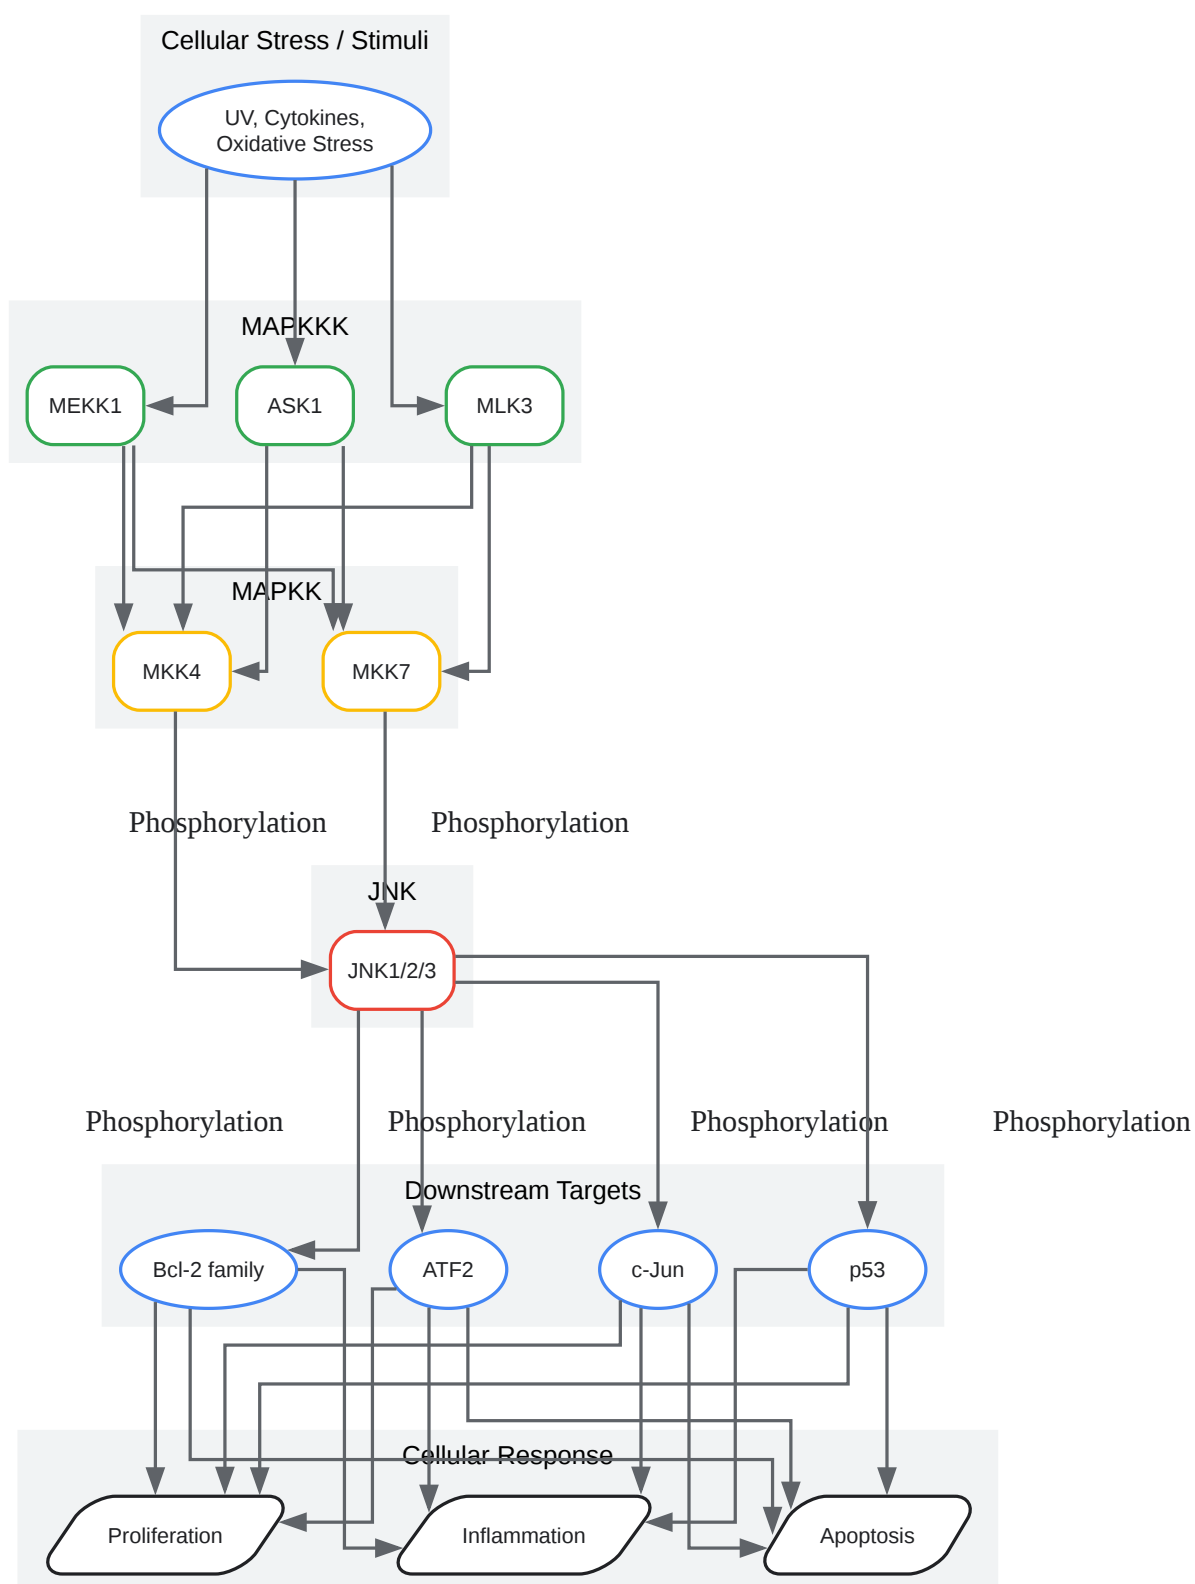 Cellular Stress / Stimuli
UV, Cytokines,
Oxidative Stress
MAPKKK
MEKK1
ASK1
MLK3
MAPKK
MKK4
MKK7
Phosphorylation
Phosphorylation
JNK
JNK1/2/3
Phosphorylation
Phosphorylation
Phosphorylation
Phosphorylation
Downstream Targets
Bcl-2 family
ATF2
c-Jun
p53
Cellular Response
Proliferation
Inflammation
Apoptosis